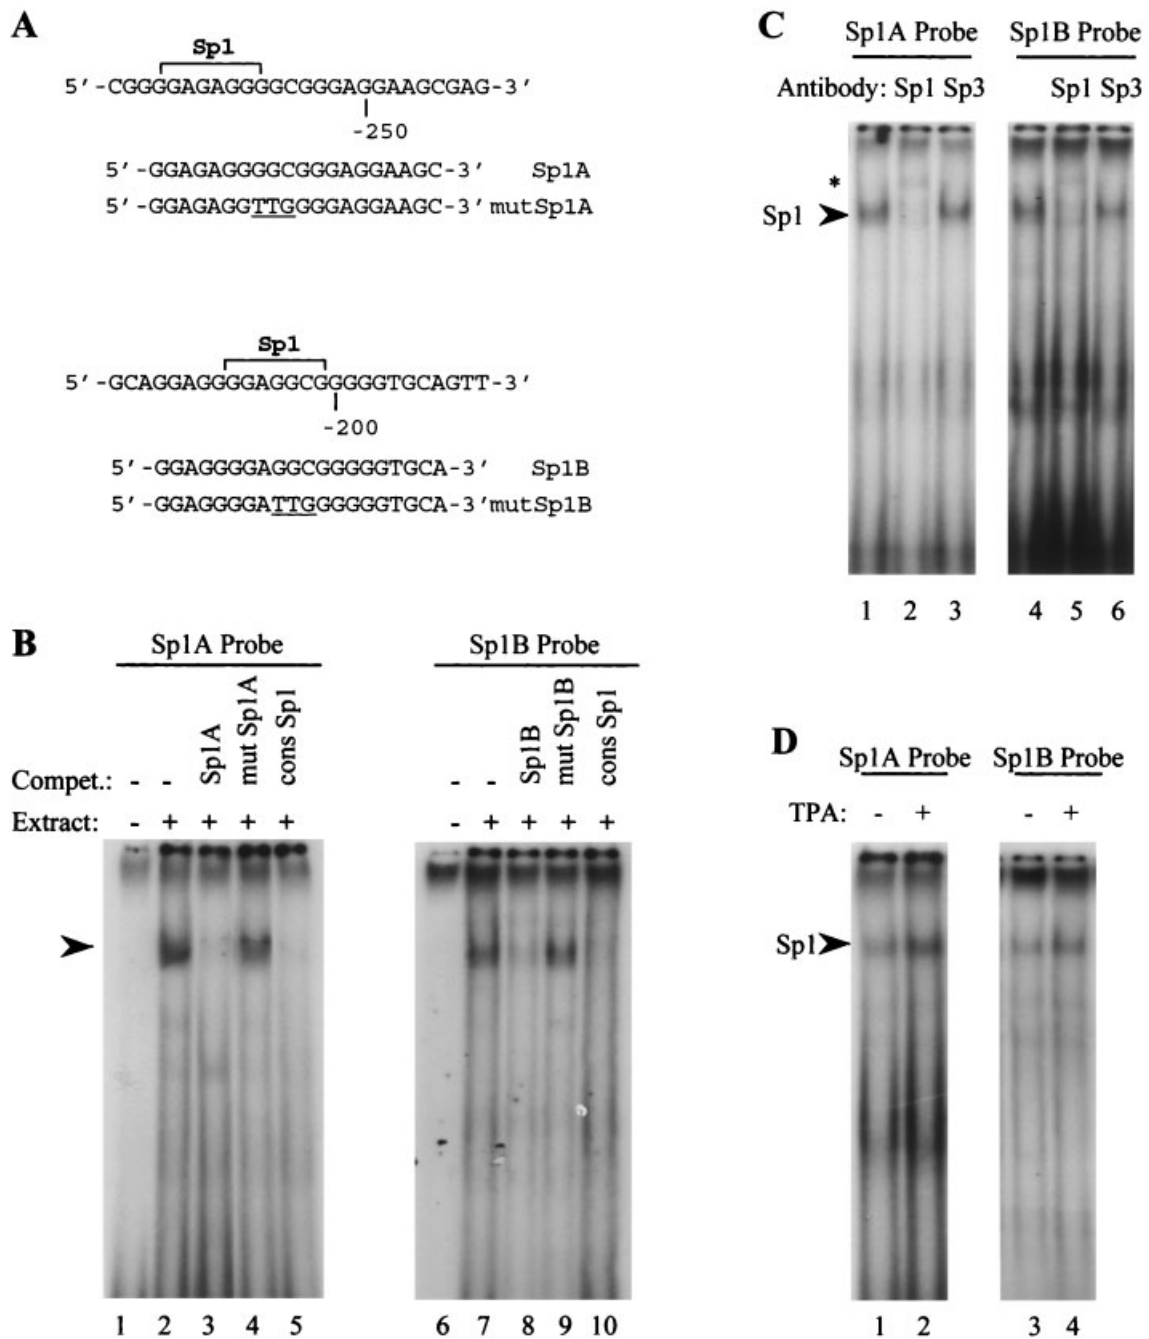 A
Sp1
5'-CGGGGAGAGGGGCGGGAGGAAGCGAG-3'
-250
5'-GGAGAGGGGCGGGAGGAAGC-3' Sp1A
5'-GGAGAGGTTGGGGAGGAAGC-3' mutSp1A
Sp1
5'-GCAGGAGGGGAGGCGGGGGTGCAGTT-3'
-200
5'-GGAGGGGAGGCGGGGGTGCA-3' Sp1B
5'-GGAGGGGATTGGGGGGTGCA-3' mutSp1B
B
Sp1A Probe
Sp1B Probe
Compet.: - - Sp1A mut Sp1A cons Sp1 - - Sp1B mut Sp1B cons Sp1
Extract: - + + + + - + + + +
1 2 3 4 5 6 7 8 9 10
C
Sp1A Probe Sp1B Probe
Antibody: Sp1 Sp3 Sp1 Sp3
*
Sp1
1 2 3 4 5 6
D
Sp1A Probe Sp1B Probe
TPA: - + - +
Sp1
1 2 3 4